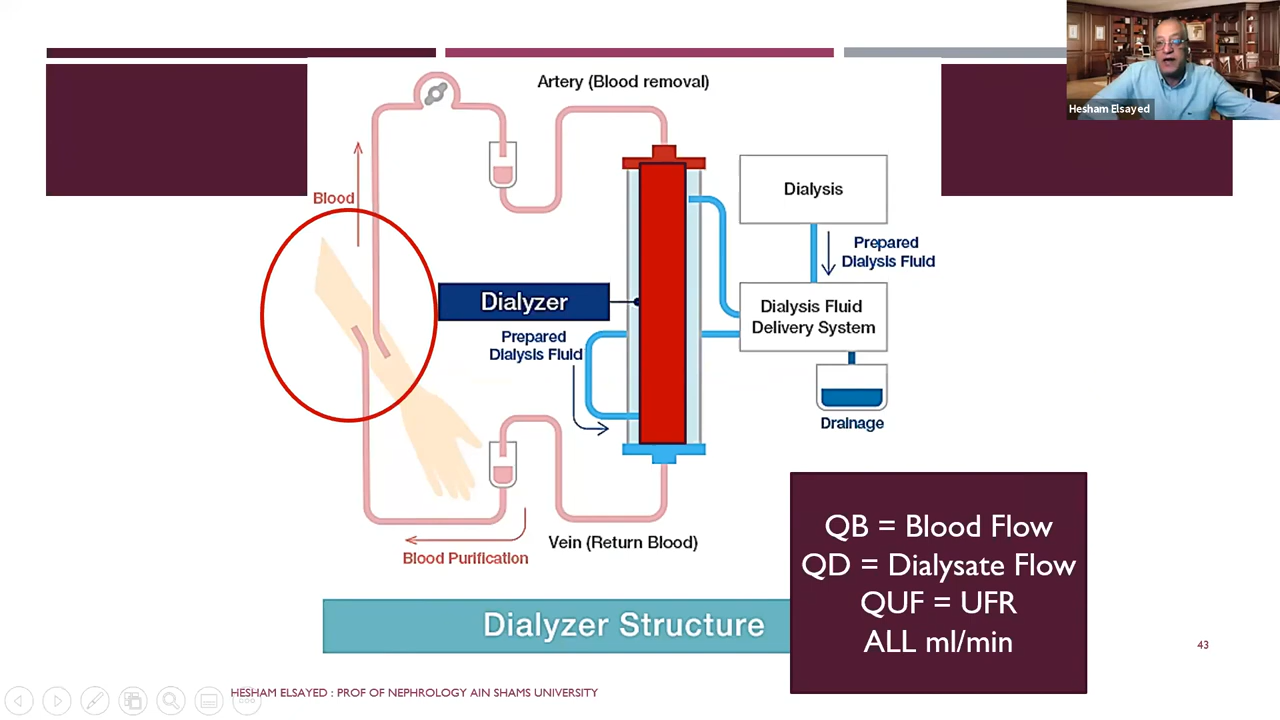 Artery (Blood removal)
Hesham Elsayed
Blood
Dialysis
Prepared
Dialysis Fluid
Dialyzer
Dialysis Fluid
Delivery System
Prepared
Dialysis Fluid
Drainage
Vein (Return Blood)
Blood Purification
QB = Blood Flow
QD = Dialysate Flow
QUF = UFR
ALL ml/min
Dialyzer Structure
43
HESHAM ELSAYED : PROF OF NEPHROLOGY AIN SHAMS UNIVERSITY